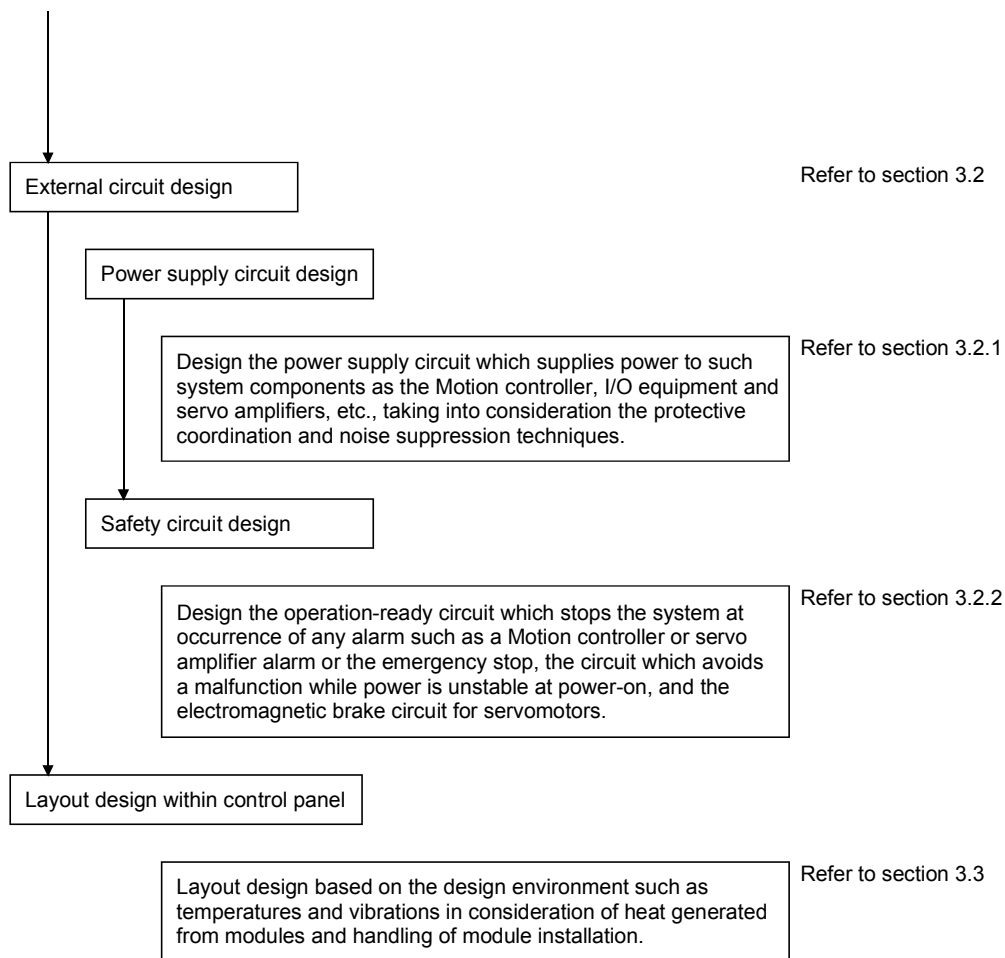 External circuit design
Refer to section 3.2
Power supply circuit design
Design the power supply circuit which supplies power to such
system components as the Motion controller, I/O equipment and
servo amplifiers, etc., taking into consideration the protective
coordination and noise suppression techniques.
Refer to section 3.2.1
Safety circuit design
Design the operation-ready circuit which stops the system at
occurrence of any alarm such as a Motion controller or servo
amplifier alarm or the emergency stop, the circuit which avoids
a malfunction while power is unstable at power-on, and the
electromagnetic brake circuit for servomotors.
Refer to section 3.2.2
Layout design within control panel
Layout design based on the design environment such as
temperatures and vibrations in consideration of heat generated
from modules and handling of module installation.
Refer to section 3.3